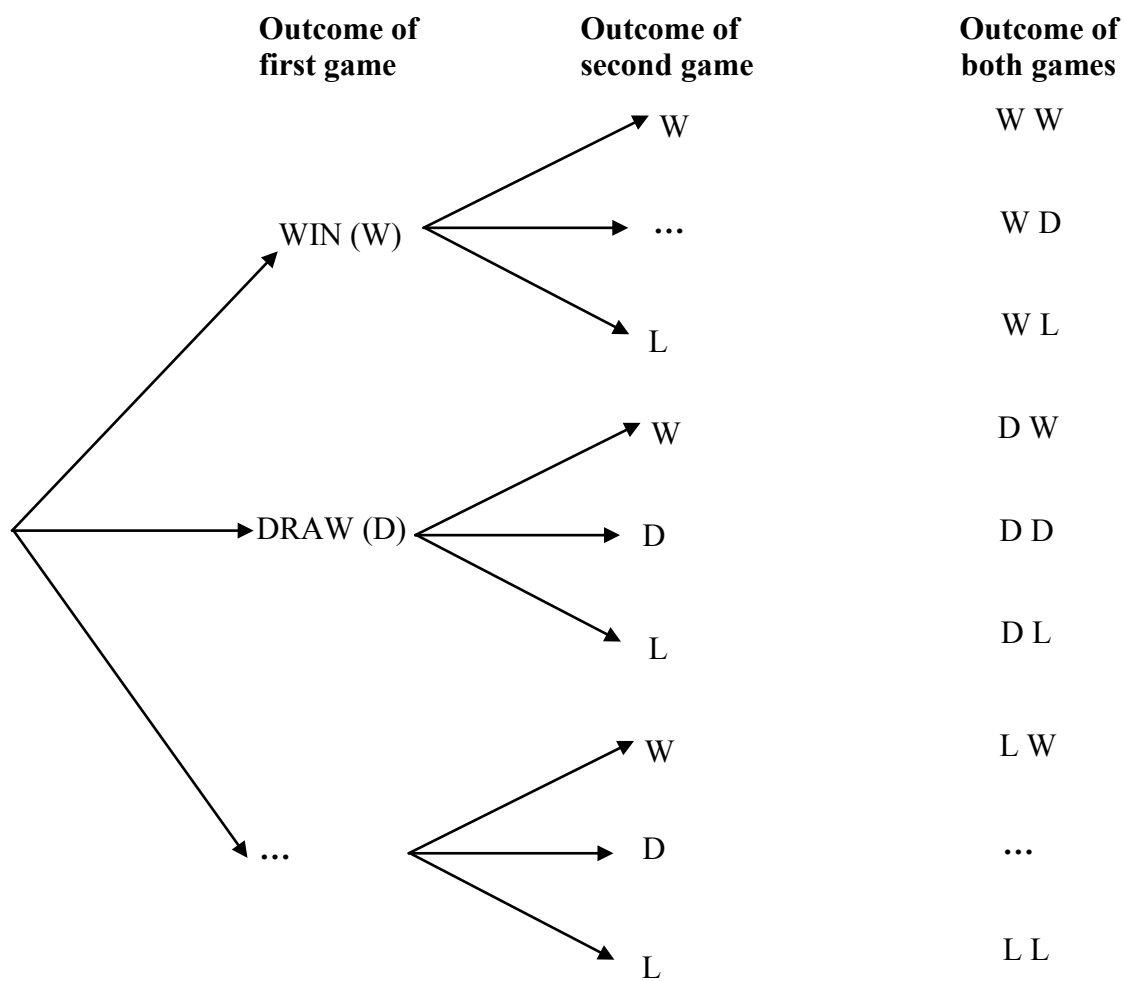 Outcome of first game
Outcome of second game
Outcome of both games
W
W W
WIN (W)
...
W D
L
W L
W
D W
DRAW (D)
D
D D
L
D L
W
L W
...
D
...
L
L L